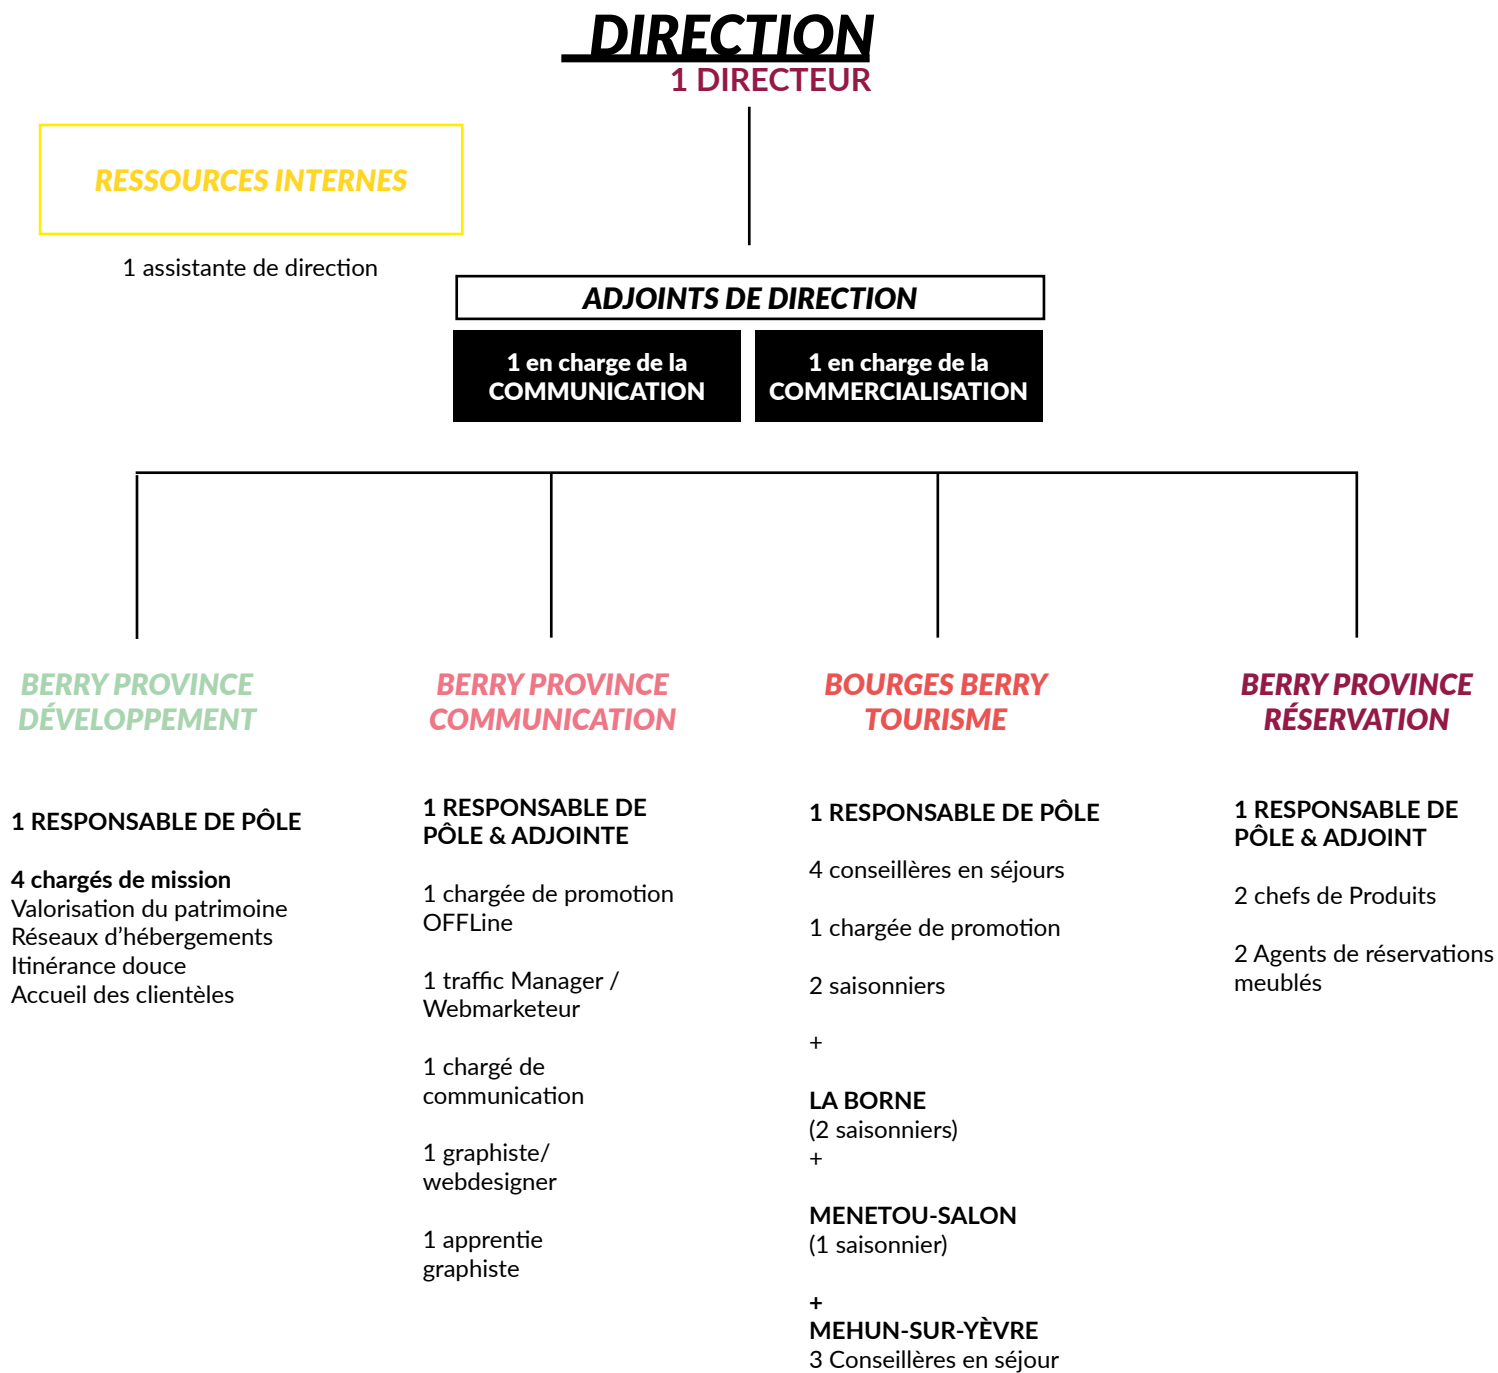 DIRECTION
1 DIRECTEUR
RESSOURCES INTERNES
1 assistante de direction
ADJOINTS DE DIRECTION
1 en charge de la
COMMUNICATION
1 en charge de la
COMMERCIALISATION
BERRY PROVINCE
DÉVELOPPEMENT
1 RESPONSABLE DE PÔLE
4 chargés de mission
Valorisation du patrimoine
Réseaux d’hébergements
Itinérance douce
Accueil des clientèles
BERRY PROVINCE
COMMUNICATION
1 RESPONSABLE DE
PÔLE & ADJOINTE
1 chargée de promotion
OFFLine
1 traffic Manager /
Webmarketeur
1 chargé de
communication
1 graphiste/
webdesigner
1 apprentie
graphiste
BOURGES BERRY
TOURISME
1 RESPONSABLE DE PÔLE
4 conseillères en séjours
1 chargée de promotion
2 saisonniers
+
LA BORNE
(2 saisonniers)
+
MENETOU-SALON
(1 saisonnier)
+
MEHUN-SUR-YÈVRE
3 Conseillères en séjour
BERRY PROVINCE
RÉSERVATION
1 RESPONSABLE DE
PÔLE & ADJOINT
2 chefs de Produits
2 Agents de réservations
meublés